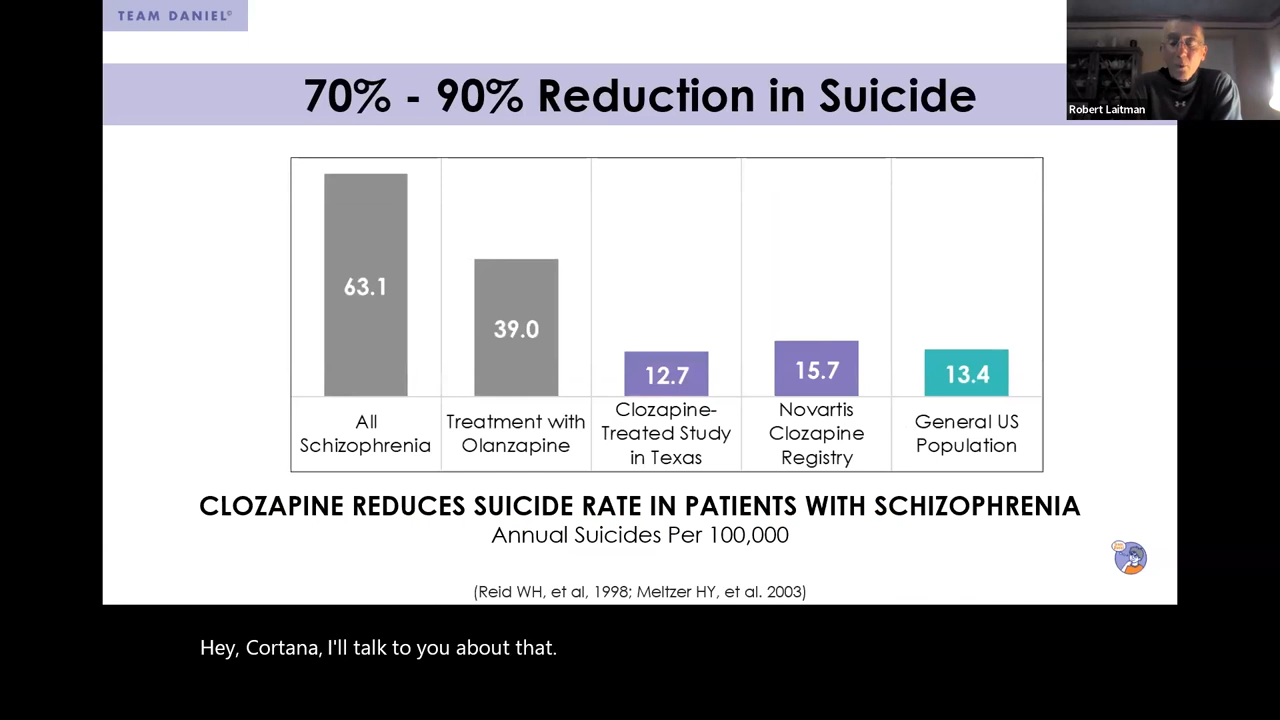 TEAM DANIEL©
70% - 90% Reduction in Suicide
Robert Laitman
63.1
39.0
12.7
15.7
13.4
All
Schizophrenia
Treatment with
Olanzapine
Clozapine-
Treated Study
in Texas
Novartis
Clozapine
Registry
General US
Population
CLOZAPINE REDUCES SUICIDE RATE IN PATIENTS WITH SCHIZOPHRENIA
Annual Suicides Per 100,000
(Reid WH, et al, 1998; Meltzer HY, et al. 2003)
Hey, Cortana, I'll talk to you about that.